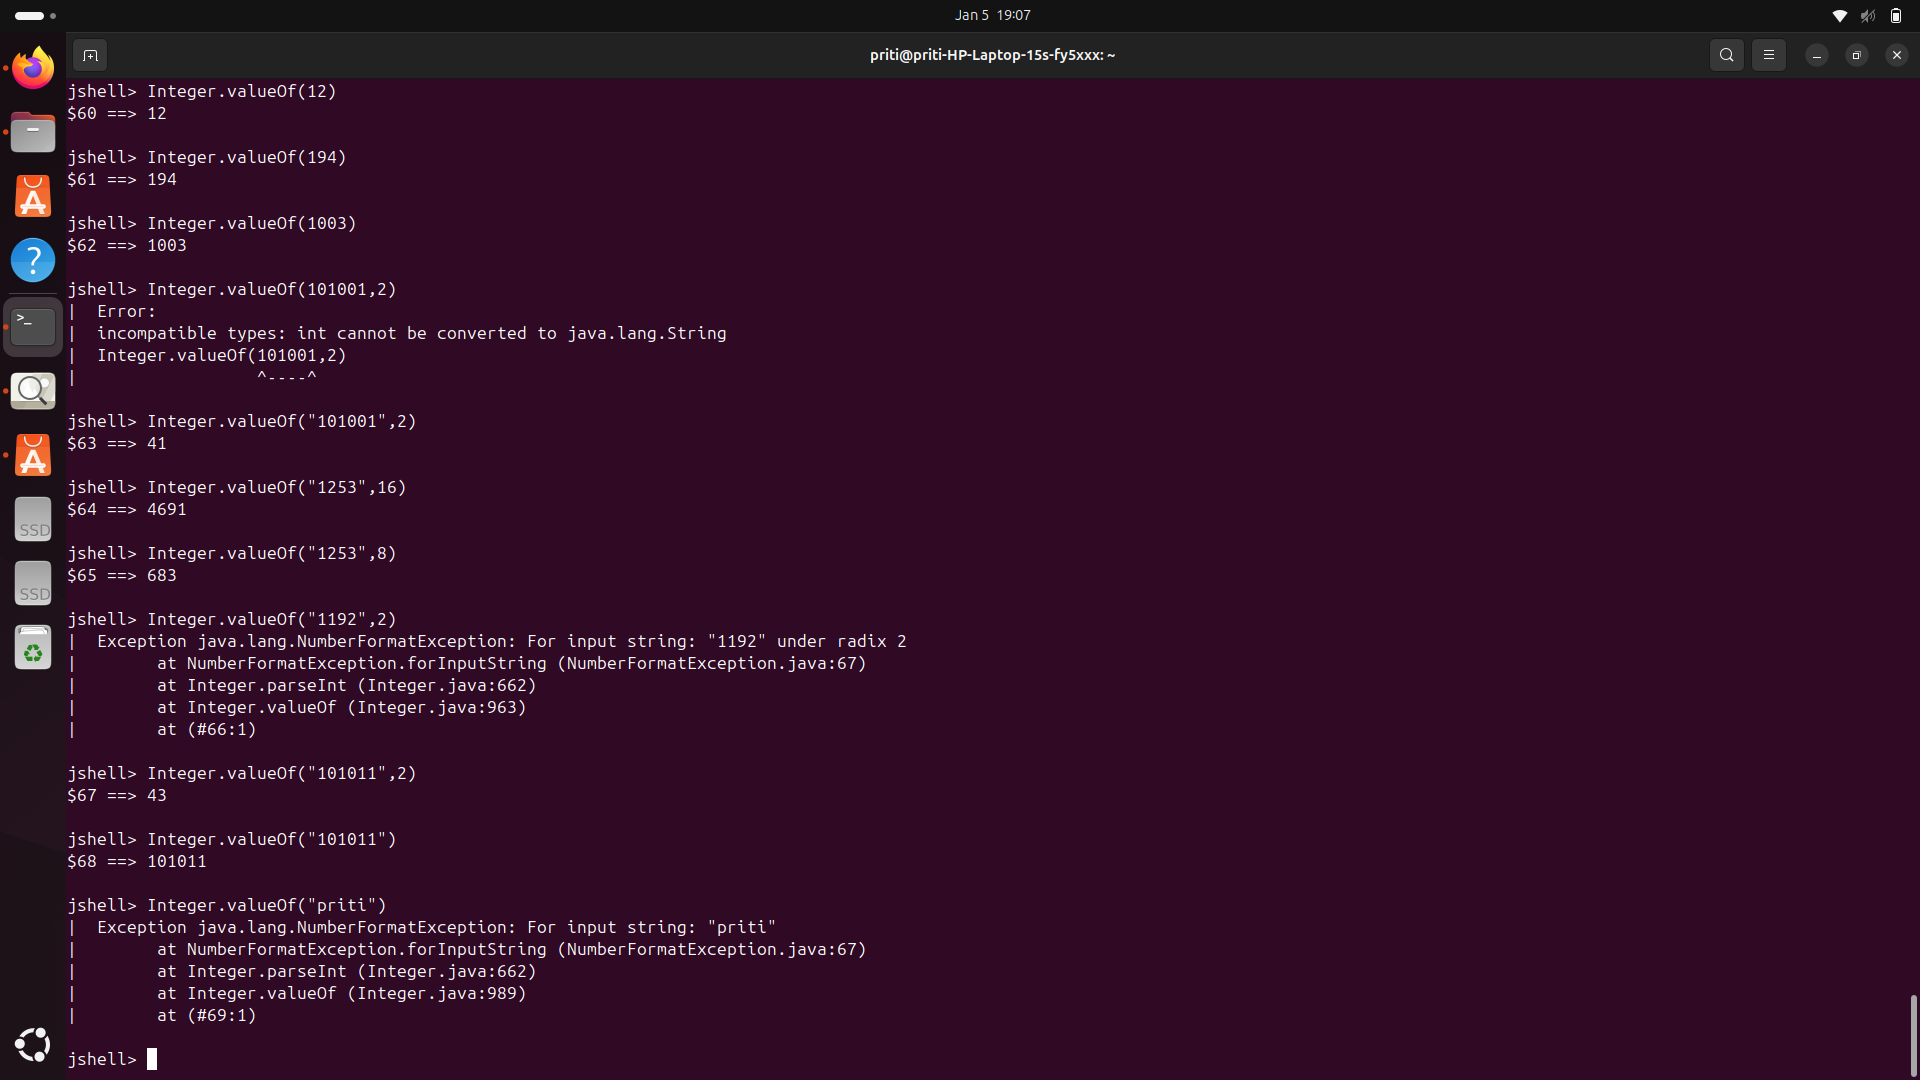 Jan 5 19:07
priti@priti-HP-Laptop-15s-fy5xxx: ~
jshell> Integer.valueOf(12)
$60 ==> 12
jshell> Integer.valueOf(194)
$61 ==> 194
jshell> Integer.valueOf(1003)
$62 ==> 1003
jshell> Integer.valueOf(101001,2)
|  Error:
|  incompatible types: int cannot be converted to java.lang.String
|  Integer.valueOf(101001,2)
|                  ^----^
jshell> Integer.valueOf("101001",2)
$63 ==> 41
jshell> Integer.valueOf("1253",16)
$64 ==> 4691
jshell> Integer.valueOf("1253",8)
$65 ==> 683
jshell> Integer.valueOf("1192",2)
|  Exception java.lang.NumberFormatException: For input string: "1192" under radix 2
|        at NumberFormatException.forInputString (NumberFormatException.java:67)
|        at Integer.parseInt (Integer.java:662)
|        at Integer.valueOf (Integer.java:963)
|        at (#66:1)
jshell> Integer.valueOf("101011",2)
$67 ==> 43
jshell> Integer.valueOf("101011")
$68 ==> 101011
jshell> Integer.valueOf("priti")
|  Exception java.lang.NumberFormatException: For input string: "priti"
|        at NumberFormatException.forInputString (NumberFormatException.java:67)
|        at Integer.parseInt (Integer.java:662)
|        at Integer.valueOf (Integer.java:989)
|        at (#69:1)
jshell>
?
>_
SSD
SSD